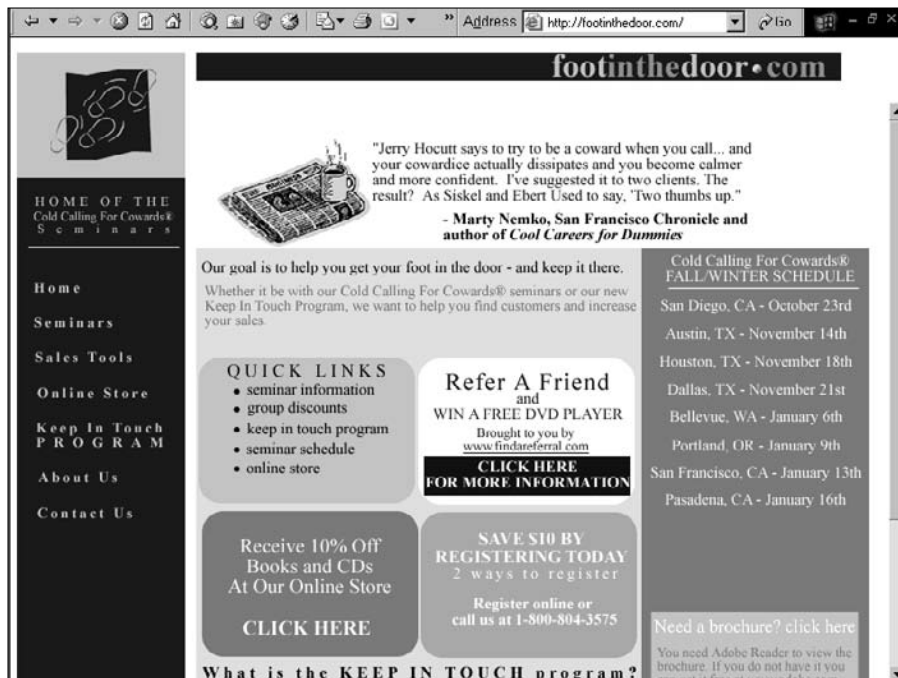 » Address http://footinthedoor.com/ Go
footinthedoor•com
HOME OF THE
Cold Calling For Cowards®
Seminars
Home
Seminars
Sales Tools
Online Store
Keep In Touch
PROGRAM
About Us
Contact Us
"Jerry Hocutt says to try to be a coward when you call... and
your cowardice actually dissipates and you become calmer
and more confident. I've suggested it to two clients. The
result? As Siskel and Ebert Used to say, 'Two thumbs up."
- Marty Nemko, San Francisco Chronicle and
author of Cool Careers for Dummies
Our goal is to help you get your foot in the door - and keep it there.
Whether it be with our Cold Calling For Cowards® seminars or our new
Keep In Touch Program, we want to help you find customers and increase
your sales
QUICK LINKS
• seminar information
• group discounts
• keep in touch program
• seminar schedule
• online store
Refer A Friend
and
WIN A FREE DVD PLAYER
Brought to you by
www.findareferral.com
CLICK HERE
FOR MORE INFORMATION
Receive 10% Off
Books and CDs
At Our Online Store
CLICK HERE
SAVE $10 BY
REGISTERING TODAY
2 ways to register
Register online or
call us at 1-800-804-3575
What is the KEEP IN TOUCH program?
Cold Calling For Cowards®
FALL/WINTER SCHEDULE
San Diego, CA - October 23rd
Austin, TX - November 14th
Houston, TX - November 18th
Dallas, TX - November 21st
Bellevue, WA - January 6th
Portland, OR - January 9th
San Francisco, CA - January 13th
Pasadena, CA - January 16th
Need a brochure? click here
You need Adobe Reader to view the
brochure. If you do not have it you